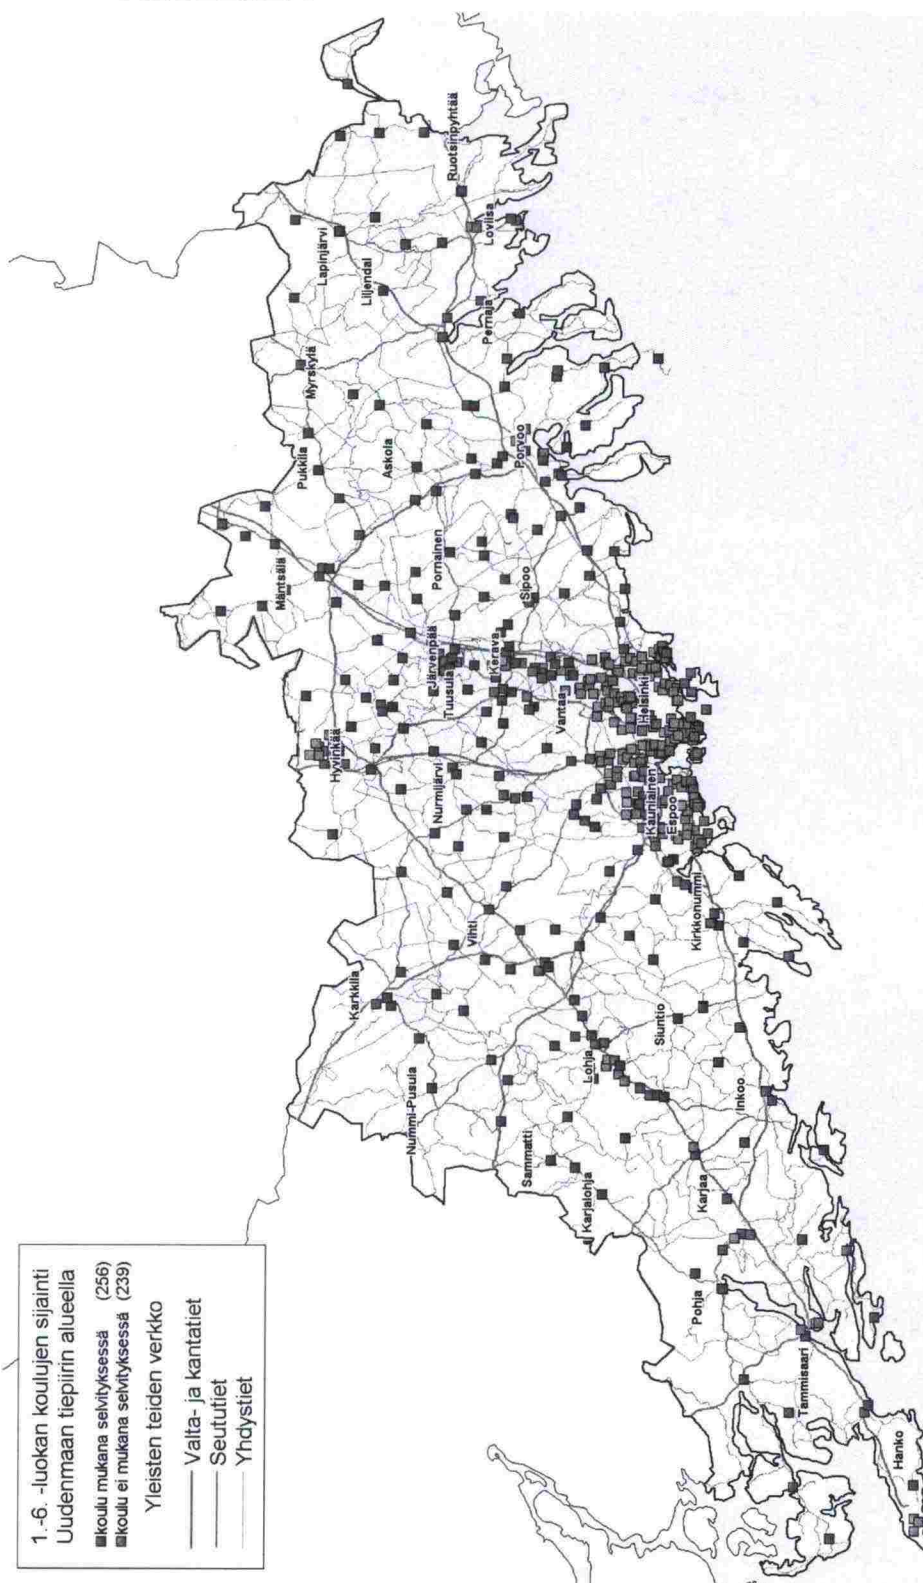 1.-6. -luokan koulujen sijainti
Uudenmaan tiepiirin alueella
koulu mukana selvityksessä (256)
koulu ei mukana selvityksessä (239)
Yleisten teiden verkko
Valta- ja kantatiet
Seututiet
Yhdystiet
Hanko
Tammisaari
Pohja
Karjaa
Inkoo
Karjalohja
Sammatti
Nummi-Pusula
Lohja
Siuntio
Karkkila
Vihti
Kirkkonummi
Nurmijärvi
Hyvinkää
Espoo
Kauniainen
Helsinki
Vantaa
Tuusula
Järvenpää
Kerava
Mäntsälä
Sipoo
Pornainen
Pukkila
Askola
Porvoo
Myrskylä
Pernaja
Liljendal
Lapinjärvi
Loviisa
Ruotsinpyhtää